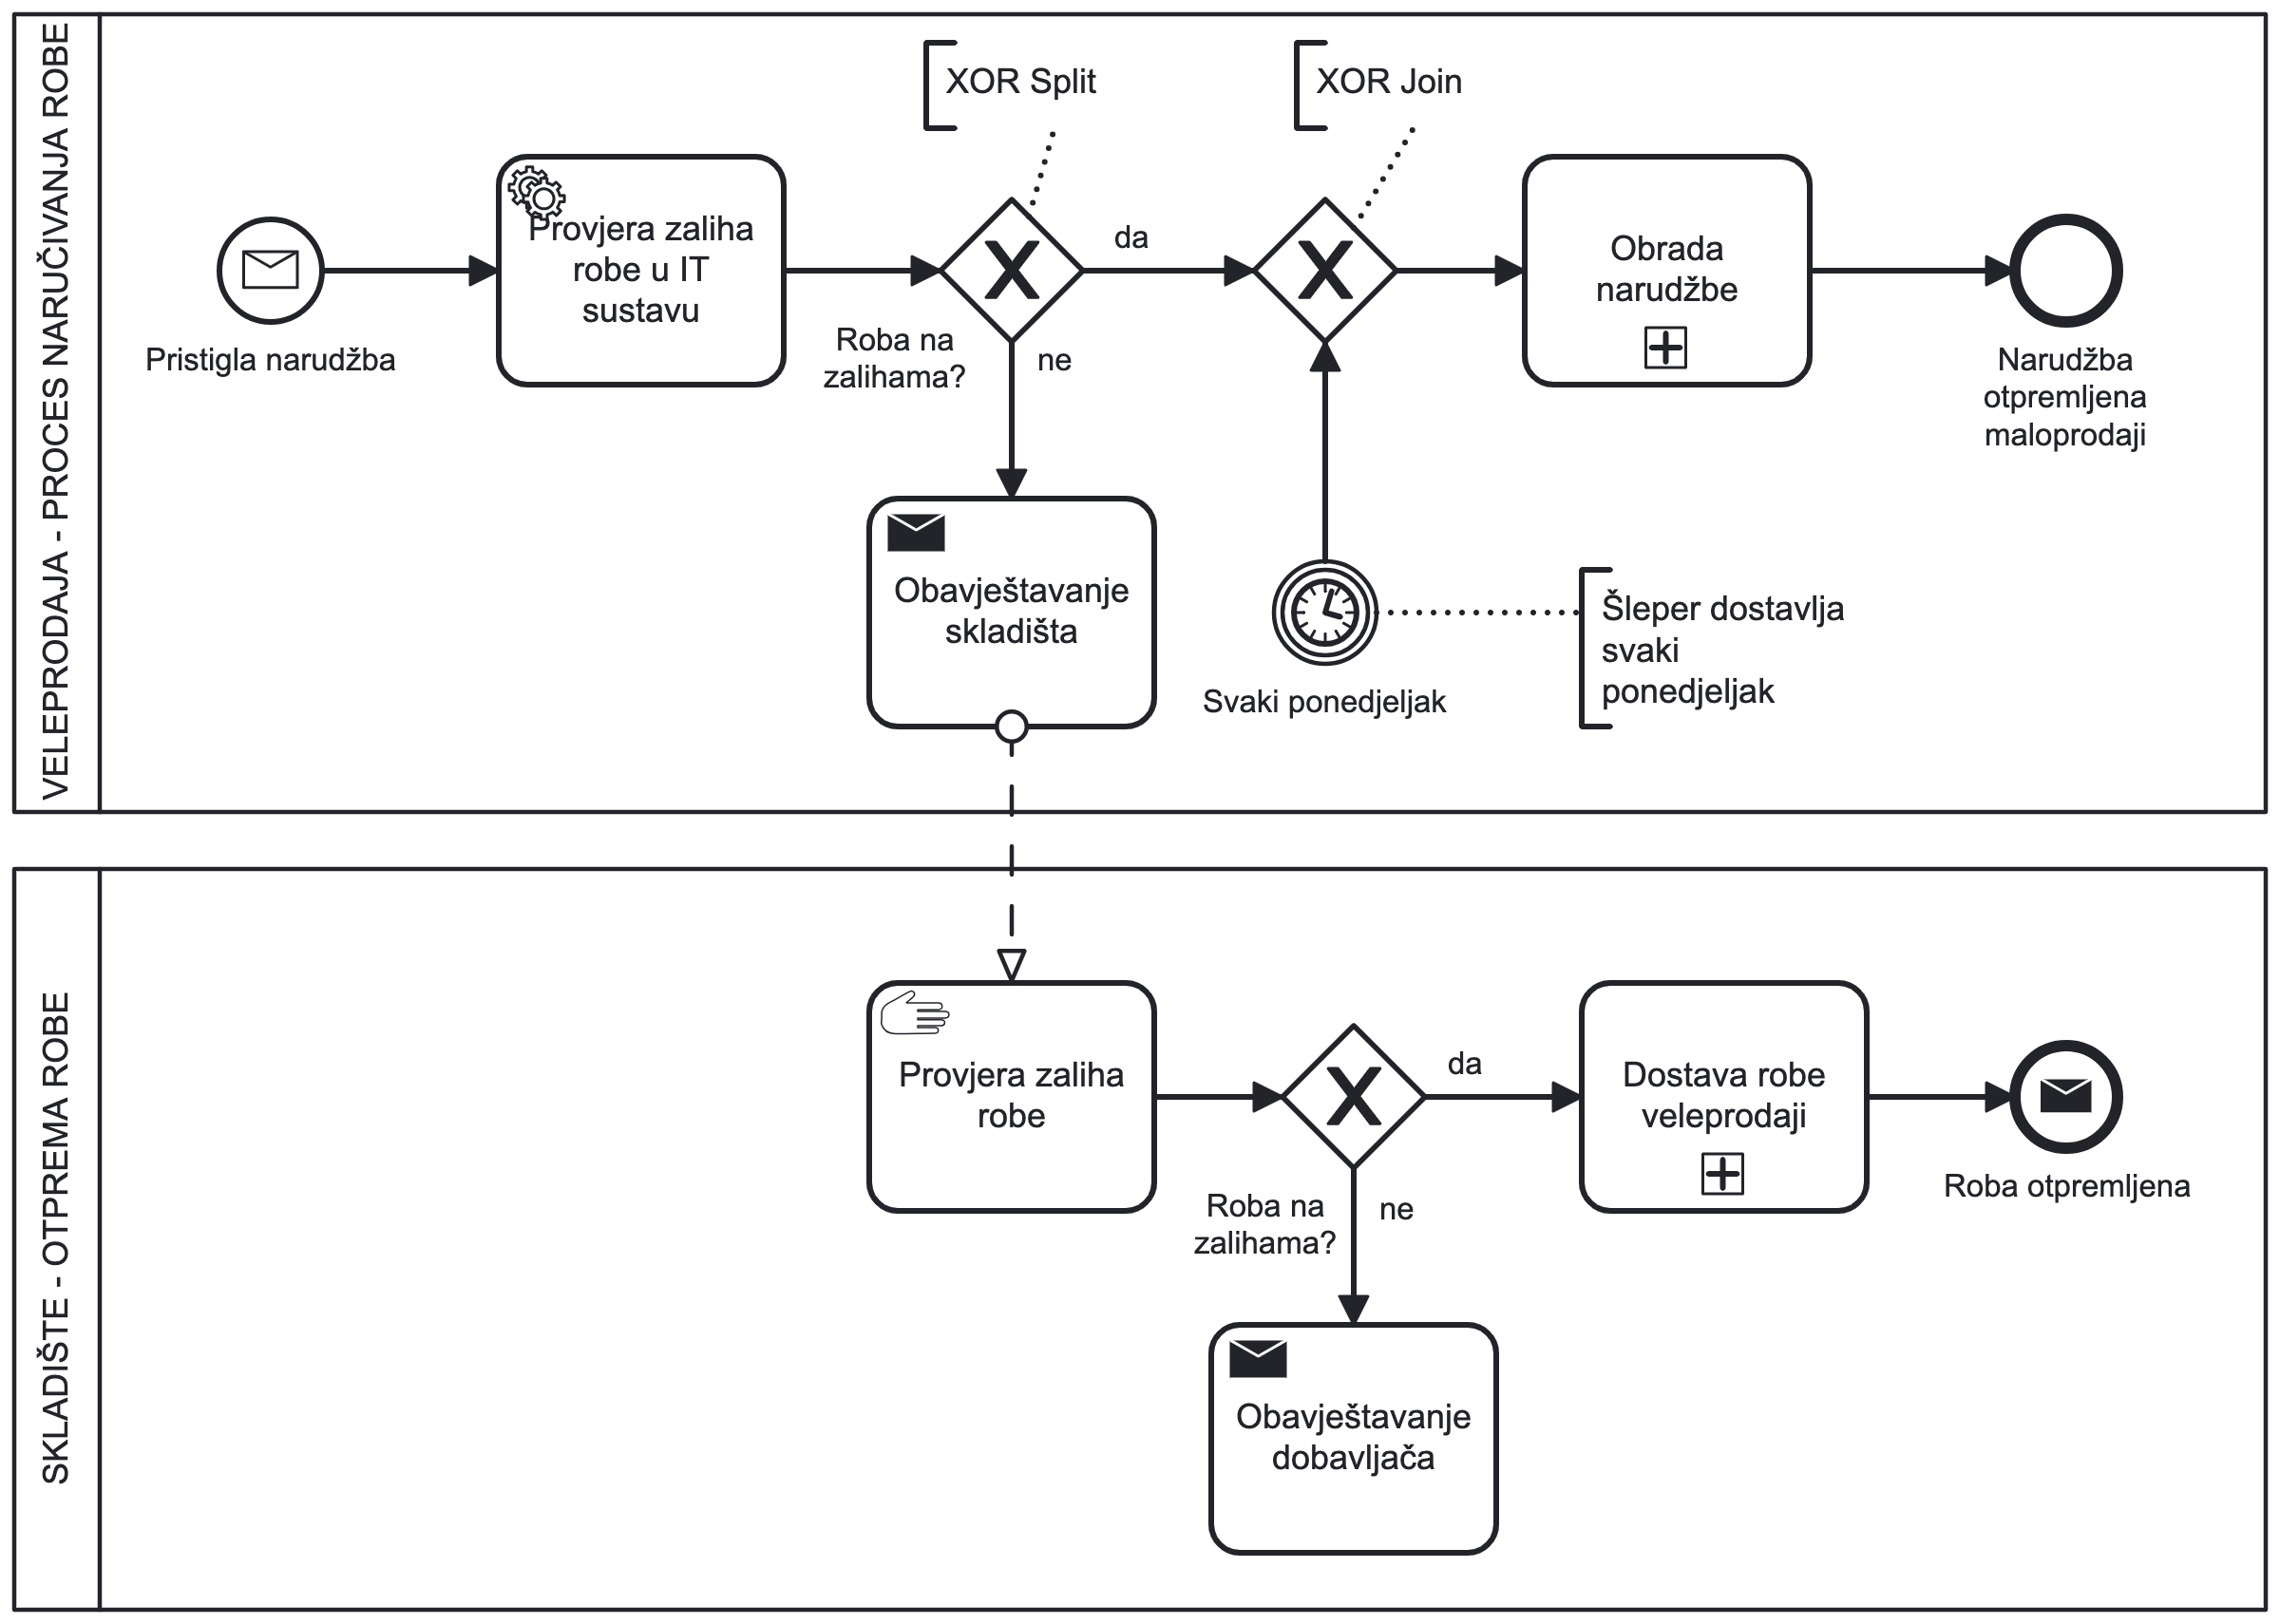 VELEPRODAJA - PROCES NARUČIVANJA ROBE
XOR Split
XOR Join
Pristigla narudžba
Provjera zaliha
robe u IT
sustavu
Roba na
zalihama?
da
ne
Obrada
narudžbe
Narudžba
otpremljena
maloprodaji
Obavještavanje
skladišta
Svaki ponedjeljak
Šleper dostavlja
svaki
ponedjeljak
SKLADIŠTE - OTPREMA ROBE
Provjera zaliha
robe
Roba na
zalihama?
da
ne
Dostava robe
veleprodaji
Roba otpremljena
Obavještavanje
dobavljača